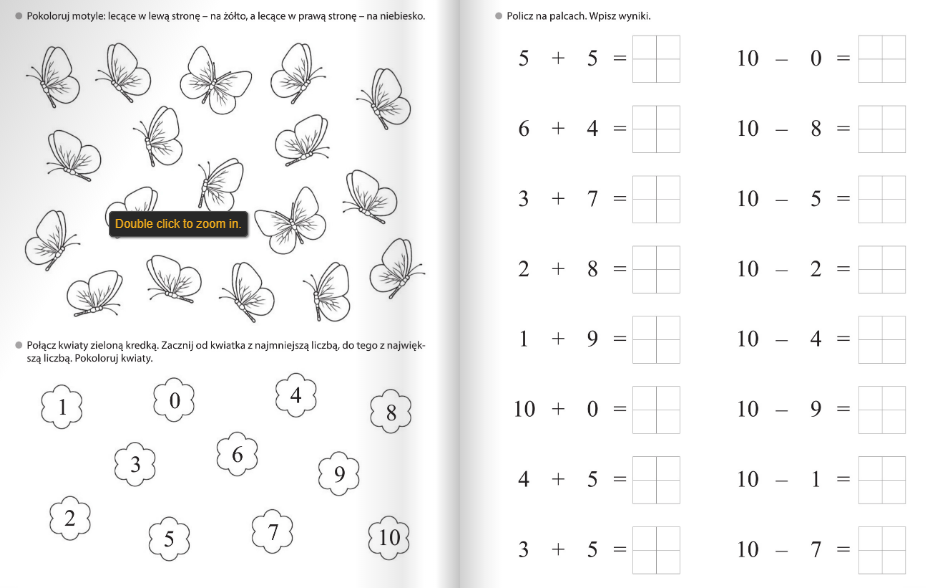 Pokoloruj motyle: lecące w lewą stronę – na żółto, a lecące w prawą stronę – na niebiesko.
Double click to zoom in.
Połącz kwiaty zieloną kredką. Zacznij od kwiatka z najmniejszą liczbą, do tego z najwięk-
szą liczbą. Pokoloruj kwiaty.
1 0 4 8
3 6 9
2 5 7 10
Policz na palcach. Wpisz wyniki.
5 + 5 = 10 – 0 =
6 + 4 = 10 – 8 =
3 + 7 = 10 – 5 =
2 + 8 = 10 – 2 =
1 + 9 = 10 – 4 =
10 + 0 = 10 – 9 =
4 + 5 = 10 – 1 =
3 + 5 = 10 – 7 =